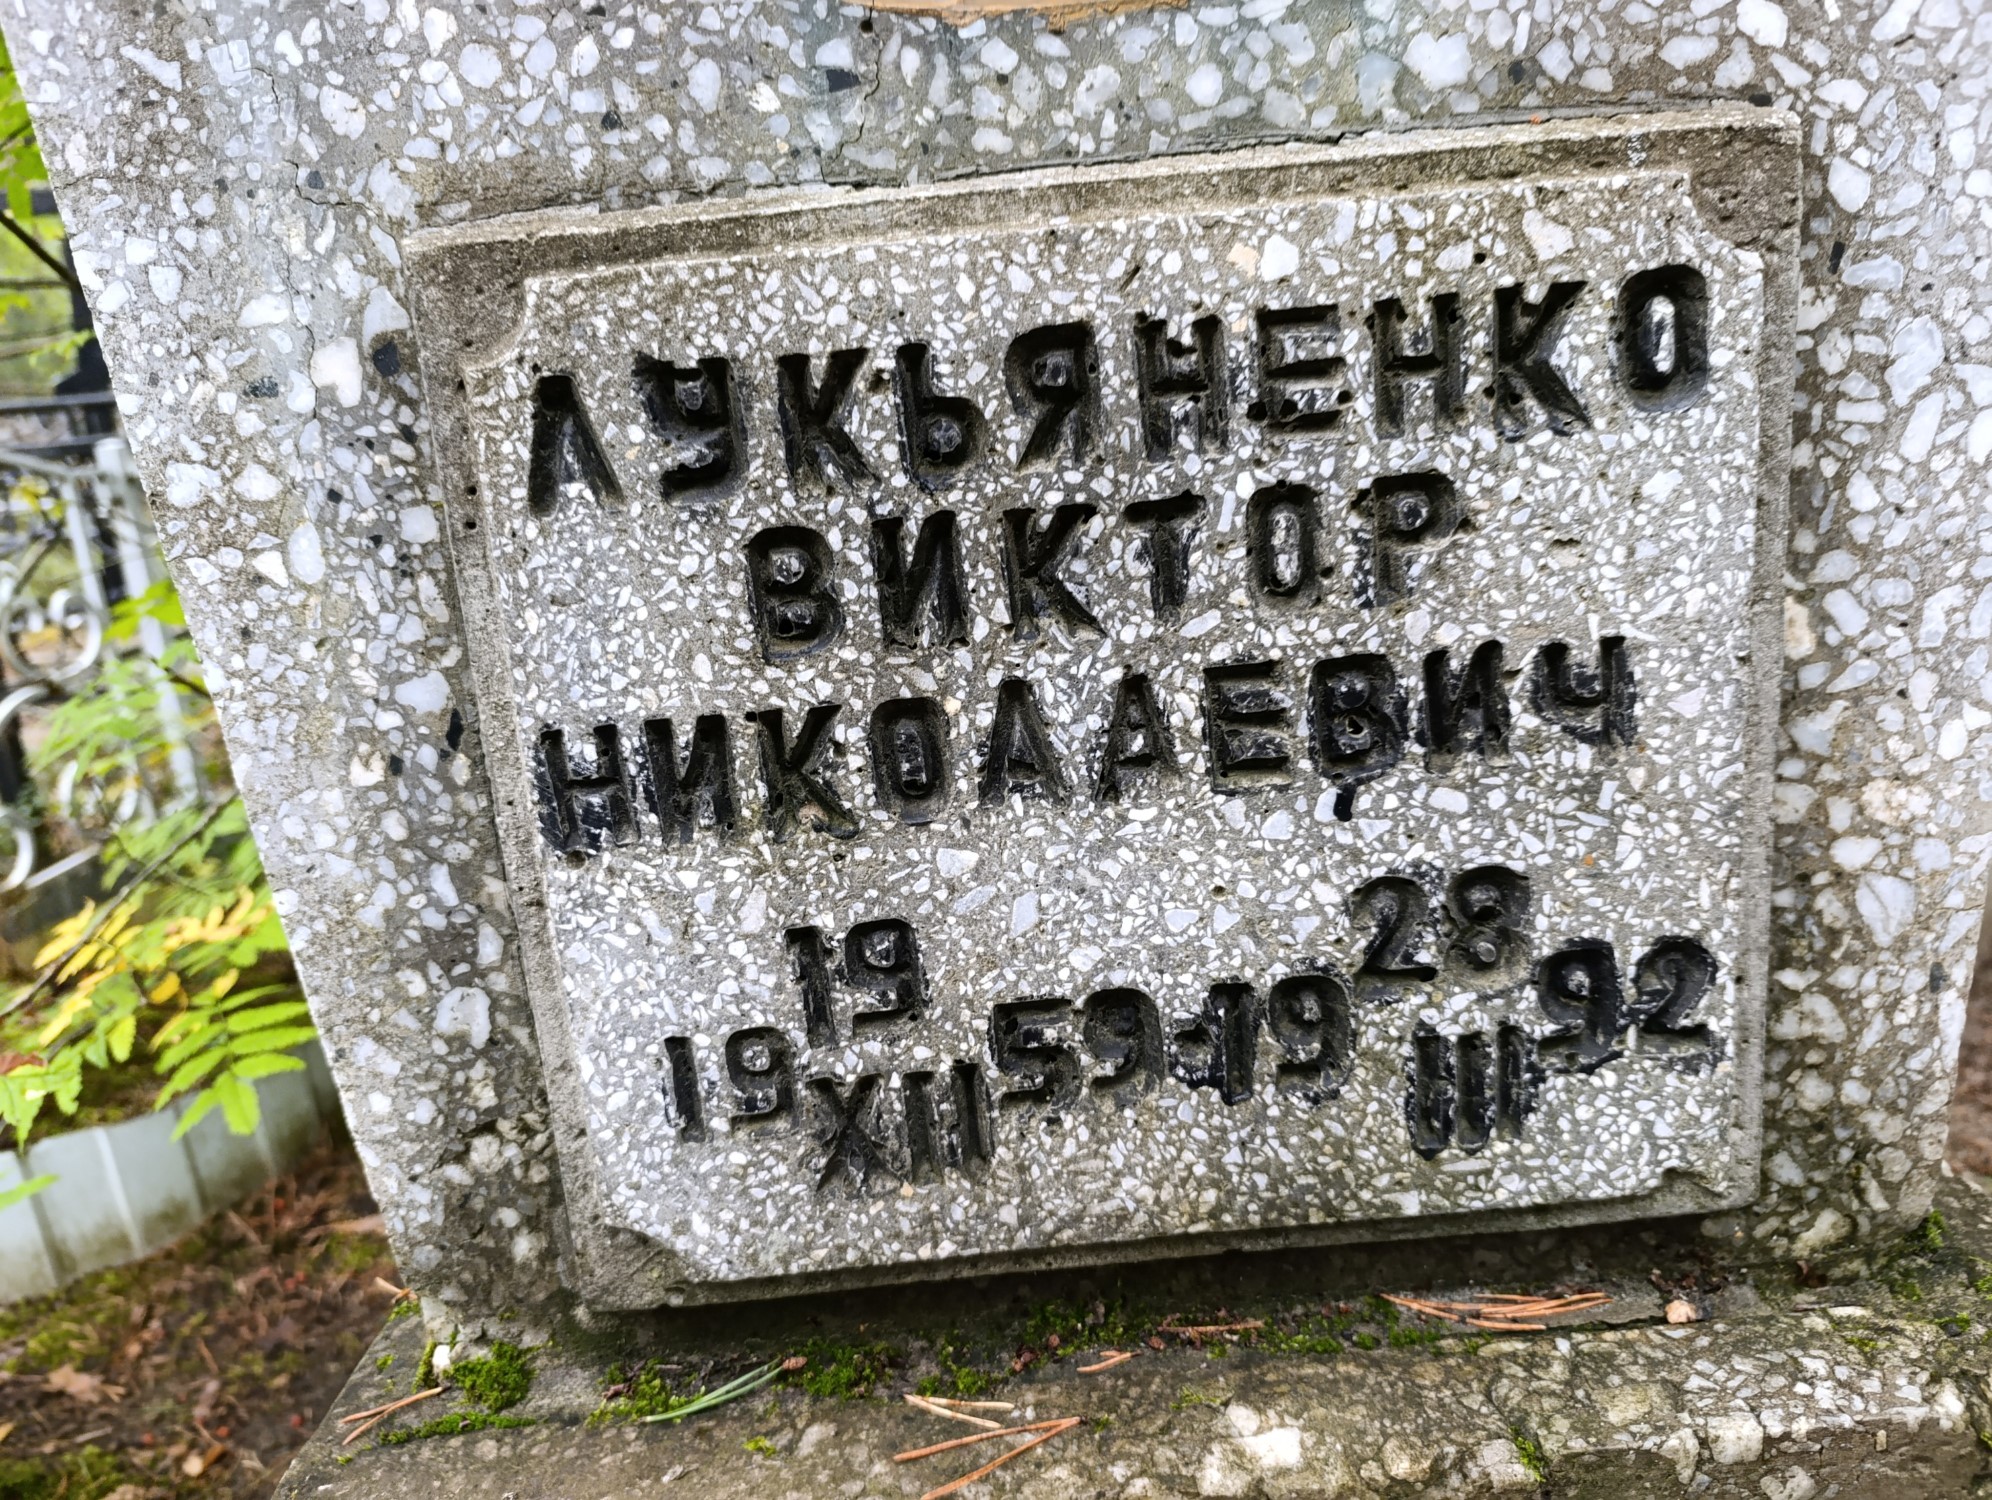 ЛУКЬЯНЕНКО
ВИКТОР
НИКОЛАЕВИЧ
19 28
19 59-19 92
XII III